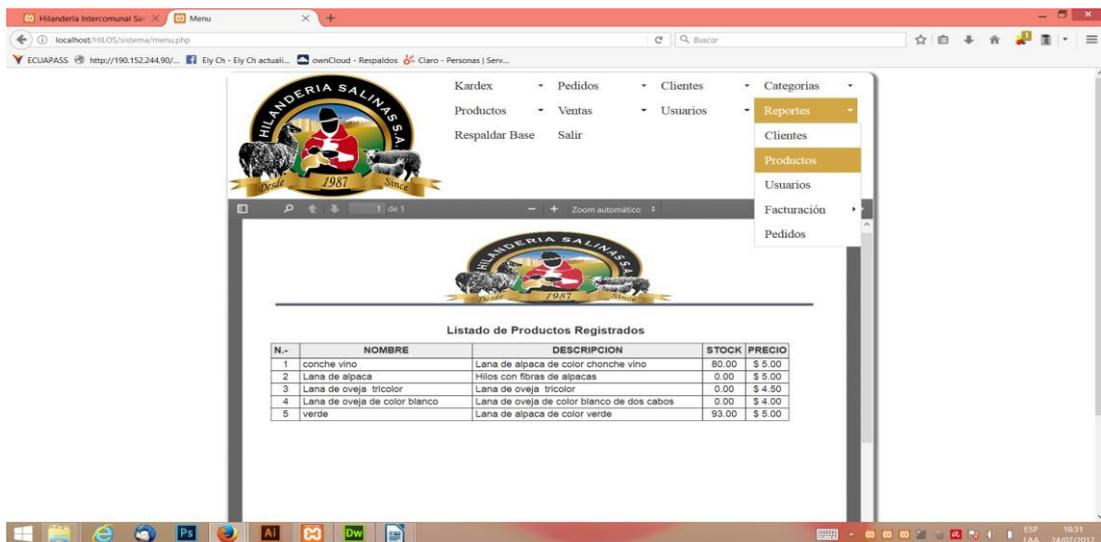 Hilandería Intercomunal Sal
Menu
localhost/HILOS/sistema/menu.php
Buscar
ECUAPASS
http://190.152.244.90/...
Ely Ch - Ely Ch actuali...
ownCloud - Respaldos
Claro - Personas | Serv...
HILANDERIA SALINAS S.A.
Desde 1987 Since
Kardex
Pedidos
Clientes
Categorias
Productos
Ventas
Usuarios
Reportes
Respaldar Base
Salir
Clientes
Productos
Usuarios
Facturación
Pedidos
1 de 1
Zoom automático
HILANDERIA SALINAS S.A.
Desde 1987 Since
Listado de Productos Registrados
N.- NOMBRE DESCRIPCION STOCK PRECIO
1 conche vino Lana de alpaca de color chonche vino 80.00 $ 5.00
2 Lana de alpaca Hilos con fibras de alpacas 0.00 $ 5.00
3 Lana de oveja tricolor Lana de oveja tricolor 0.00 $ 4.50
4 Lana de oveja de color blanco Lana de oveja de color blanco de dos cabos 0.00 $ 4.00
5 verde Lana de alpaca de color verde 93.00 $ 5.00
Ps
Ai
Dw
ESP
LAA
10:31
24/07/2017